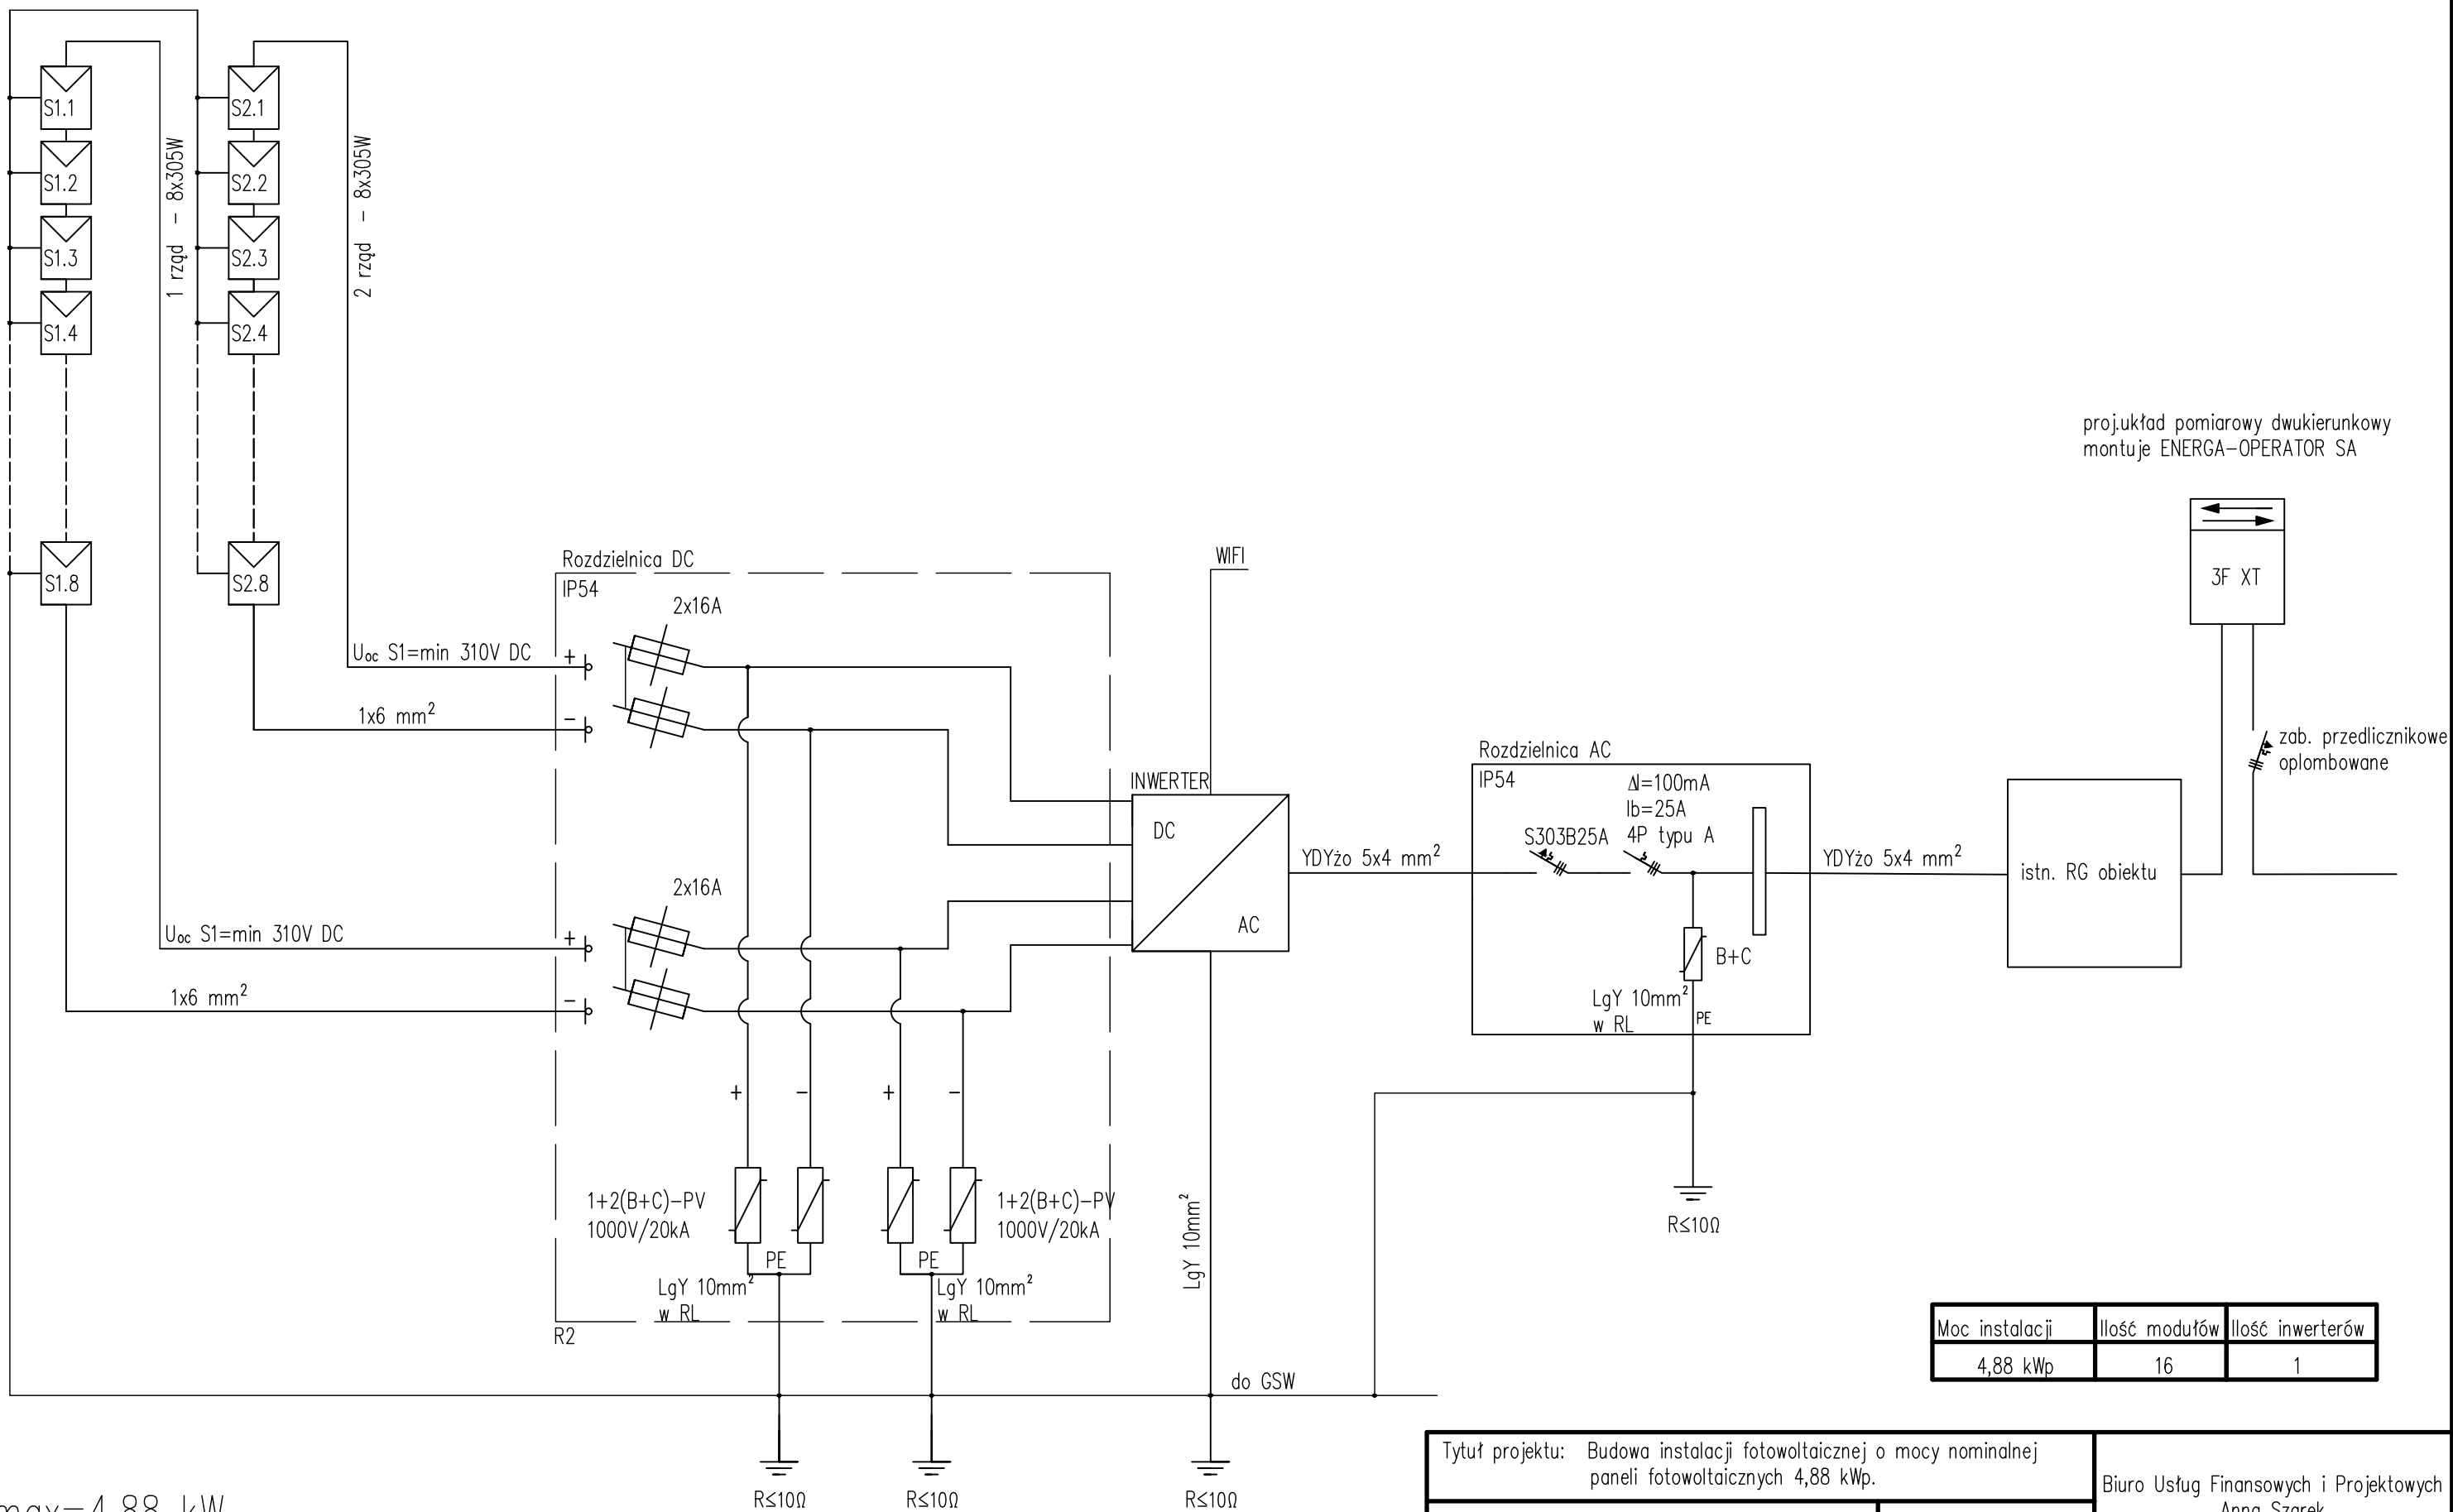 S1.1
S1.2
S1.3
S1.4
S1.8
1 rząd - 8x305W
S2.1
S2.2
S2.3
S2.4
S2.8
2 rząd - 8x305W
Uoc S1=min 310V DC
1x6 mm²
Uoc S1=min 310V DC
1x6 mm²
Rozdzielnica DC
IP54
2x16A
+
-
2x16A
+
-
+
-
+
-
1+2(B+C)-PV
1000V/20kA
1+2(B+C)-PV
1000V/20kA
PE
PE
LgY 10mm²
w RL
LgY 10mm²
w RL
R2
WIFI
INWERTER
DC
AC
LgY 10mm²
do GSW
R≤10Ω
R≤10Ω
R≤10Ω
YDYżo 5x4 mm²
Rozdzielnica AC
IP54
ΔI=100mA
Ib=25A
4P typu A
S303B25A
B+C
LgY 10mm²
w RL
PE
R≤10Ω
YDYżo 5x4 mm²
istn. RG obiektu
proj.układ pomiarowy dwukierunkowy
montuje ENERGA-OPERATOR SA
3F XT
zab. przedlicznikowe
oplombowane
Moc instalacji Ilość modułów Ilość inwerterów
4,88 kWp 16 1
Tytuł projektu: Budowa instalacji fotowoltaicznej o mocy nominalnej
paneli fotowoltaicznych 4,88 kWp.
Biuro Usług Finansowych i Projektowych
Anna Szarek
max=4,88 kW